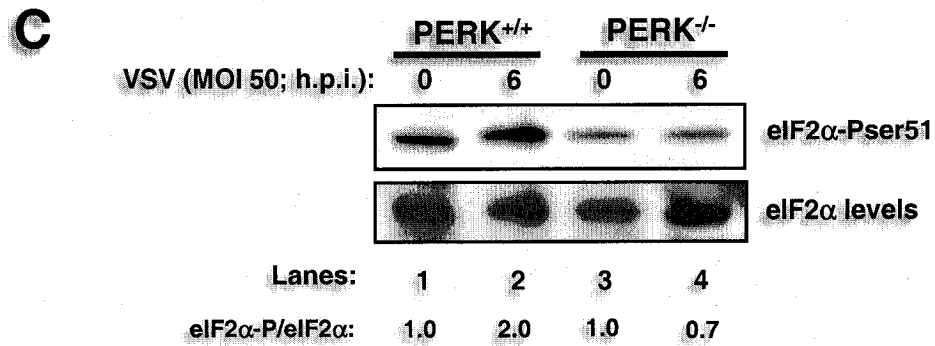 C
PERK+/+ PERK-/-
VSV (MOI 50; h.p.i.): 0 6 0 6
eIF2α-Pser51
eIF2α levels
Lanes: 1 2 3 4
eIF2α-P/eIF2α: 1.0 2.0 1.0 0.7